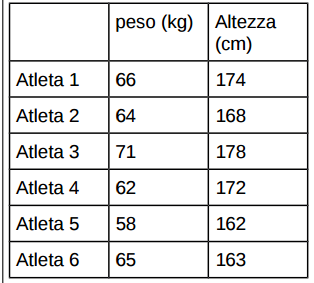 peso (kg) Altezza
(cm)
Atleta 1 66 174
Atleta 2 64 168
Atleta 3 71 178
Atleta 4 62 172
Atleta 5 58 162
Atleta 6 65 163